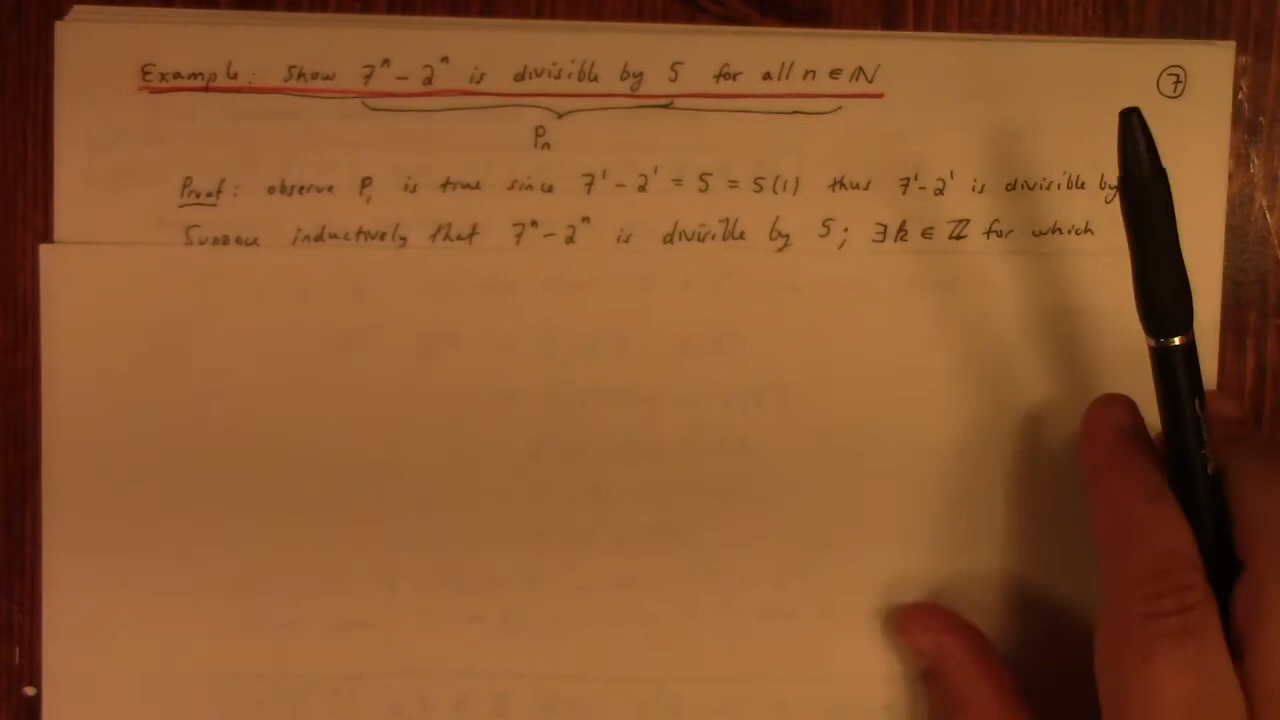 Example: Show 7ⁿ - 2ⁿ is divisible by 5 for all n ∈ ℕ
⑦
Pₙ
Proof: observe P₁ is true since 7¹ - 2¹ = 5 = 5(1) thus 7¹ - 2¹ is divisible by
Suppose inductively that 7ⁿ - 2ⁿ is divisible by 5; ∃k ∈ ℤ for which